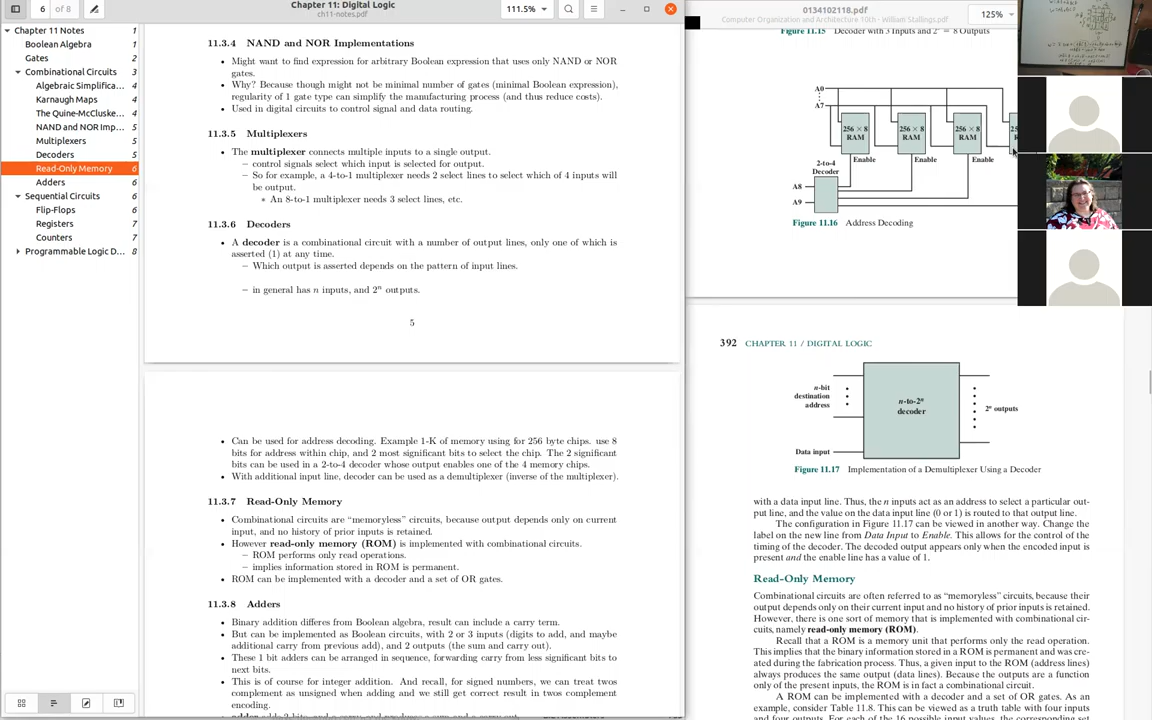 6 of 8
Chapter 11: Digital Logic
ch11-notes.pdf
111.5%
Chapter 11 Notes 1
Boolean Algebra 1
Gates 2
Combinational Circuits 3
Algebraic Simplifica... 4
Karnaugh Maps 4
The Quine-McCluske... 4
NAND and NOR Imp... 5
Multiplexers 5
Decoders 5
Read-Only Memory 6
Adders 6
Sequential Circuits 6
Flip-Flops 6
Registers 7
Counters 7
Programmable Logic D... 8
11.3.4 NAND and NOR Implementations
• Might want to find expression for arbitrary Boolean expression that uses only NAND or NOR
gates.
• Why? Because though might not be minimal number of gates (minimal Boolean expression),
regularity of 1 gate type can simplify the manufacturing process (and thus reduce costs).
• Used in digital circuits to control signal and data routing.
11.3.5 Multiplexers
• The multiplexer connects multiple inputs to a single output.
– control signals select which input is selected for output.
– So for example, a 4-to-1 multiplexer needs 2 select lines to select which of 4 inputs will
be output.
* An 8-to-1 multiplexer needs 3 select lines, etc.
11.3.6 Decoders
• A decoder is a combinational circuit with a number of output lines, only one of which is
asserted (1) at any time.
– Which output is asserted depends on the pattern of input lines.
– in general has n inputs, and 2ⁿ outputs.
5
• Can be used for address decoding. Example 1-K of memory using for 256 byte chips. use 8
bits for address within chip, and 2 most significant bits to select the chip. The 2 significant
bits can be used in a 2-to-4 decoder whose output enables one of the 4 memory chips.
• With additional input line, decoder can be used as a demultiplexer (inverse of the multiplexer).
11.3.7 Read-Only Memory
• Combinational circuits are "memoryless" circuits, because output depends only on current
input, and no history of prior inputs is retained.
• However read-only memory (ROM) is implemented with combinational circuits.
– ROM performs only read operations.
– implies information stored in ROM is permanent.
• ROM can be implemented with a decoder and a set of OR gates.
11.3.8 Adders
• Binary addition differes from Boolean algebra, result can include a carry term.
• But can be implemented as Boolean circuits, with 2 or 3 inputs (digits to add, and maybe
additional carry from previous add), and 2 outputs (the sum and carry out).
• These 1 bit adders can be arranged in sequence, forwarding carry from less significant bits to
next bits.
• This is of course for integer addition. And recall, for signed numbers, we can treat twos
complement as unsigned when adding and we still get correct result in twos complement
encoding.
0134102118.pdf
Computer Organization and Architecture 10th - William Stallings.pdf
125%
Figure 11.15 Decoder with 3 Inputs and 2³ = 8 Outputs
A0
A7
256 × 8
RAM
256 × 8
RAM
256 × 8
RAM
Enable
Enable
Enable
2-to-4
Decoder
A8
A9
Figure 11.16 Address Decoding
392 CHAPTER 11 / DIGITAL LOGIC
n-bit
destination
address
n-to-2ⁿ
decoder
2ⁿ outputs
Data input
Figure 11.17 Implementation of a Demultiplexer Using a Decoder
with a data input line. Thus, the n inputs act as an address to select a particular out-
put line, and the value on the data input line (0 or 1) is routed to that output line.
The configuration in Figure 11.17 can be viewed in another way. Change the
label on the new line from Data Input to Enable. This allows for the control of the
timing of the decoder. The decoded output appears only when the encoded input is
present and the enable line has a value of 1.
Read-Only Memory
Combinational circuits are often referred to as "memoryless" circuits, because their
output depends only on their current input and no history of prior inputs is retained.
However, there is one sort of memory that is implemented with combinational cir-
cuits, namely read-only memory (ROM).
Recall that a ROM is a memory unit that performs only the read operation.
This implies that the binary information stored in a ROM is permanent and was cre-
ated during the fabrication process. Thus, a given input to the ROM (address lines)
always produces the same output (data lines). Because the outputs are a function
only of the present inputs, the ROM is in fact a combinational circuit.
A ROM can be implemented with a decoder and a set of OR gates. As an
example, consider Table 11.8. This can be viewed as a truth table with four inputs